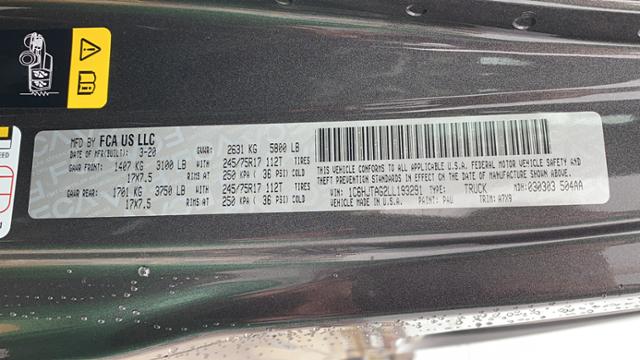 MFD BY FCA US LLC
DATE OF MFR(BUILT): 3-20 GVWR: 2631 KG 5800 LB
GAWR FRONT: 1407 KG 3100 LB WITH 245/75R17 112T TIRES
17X7.5 RIMS AT 250 KPA ( 36 PSI) COLD
GAWR REAR: 1701 KG 3750 LB WITH 245/75R17 112T TIRES
17X7.5 RIMS AT 250 KPA ( 36 PSI) COLD
THIS VEHICLE CONFORMS TO ALL APPLICABLE U.S.A. FEDERAL MOTOR VEHICLE SAFETY, BUMPER AND
THEFT PREVENTION STANDARDS IN EFFECT ON THE DATE OF MANUFACTURE SHOWN ABOVE.
VIN: 1C6HJTAG2LL193291 TYPE: TRUCK MDH: 030303 504AA
VEHICLE MADE IN U.S.A. PAINT: PAU TRIM: A7X9